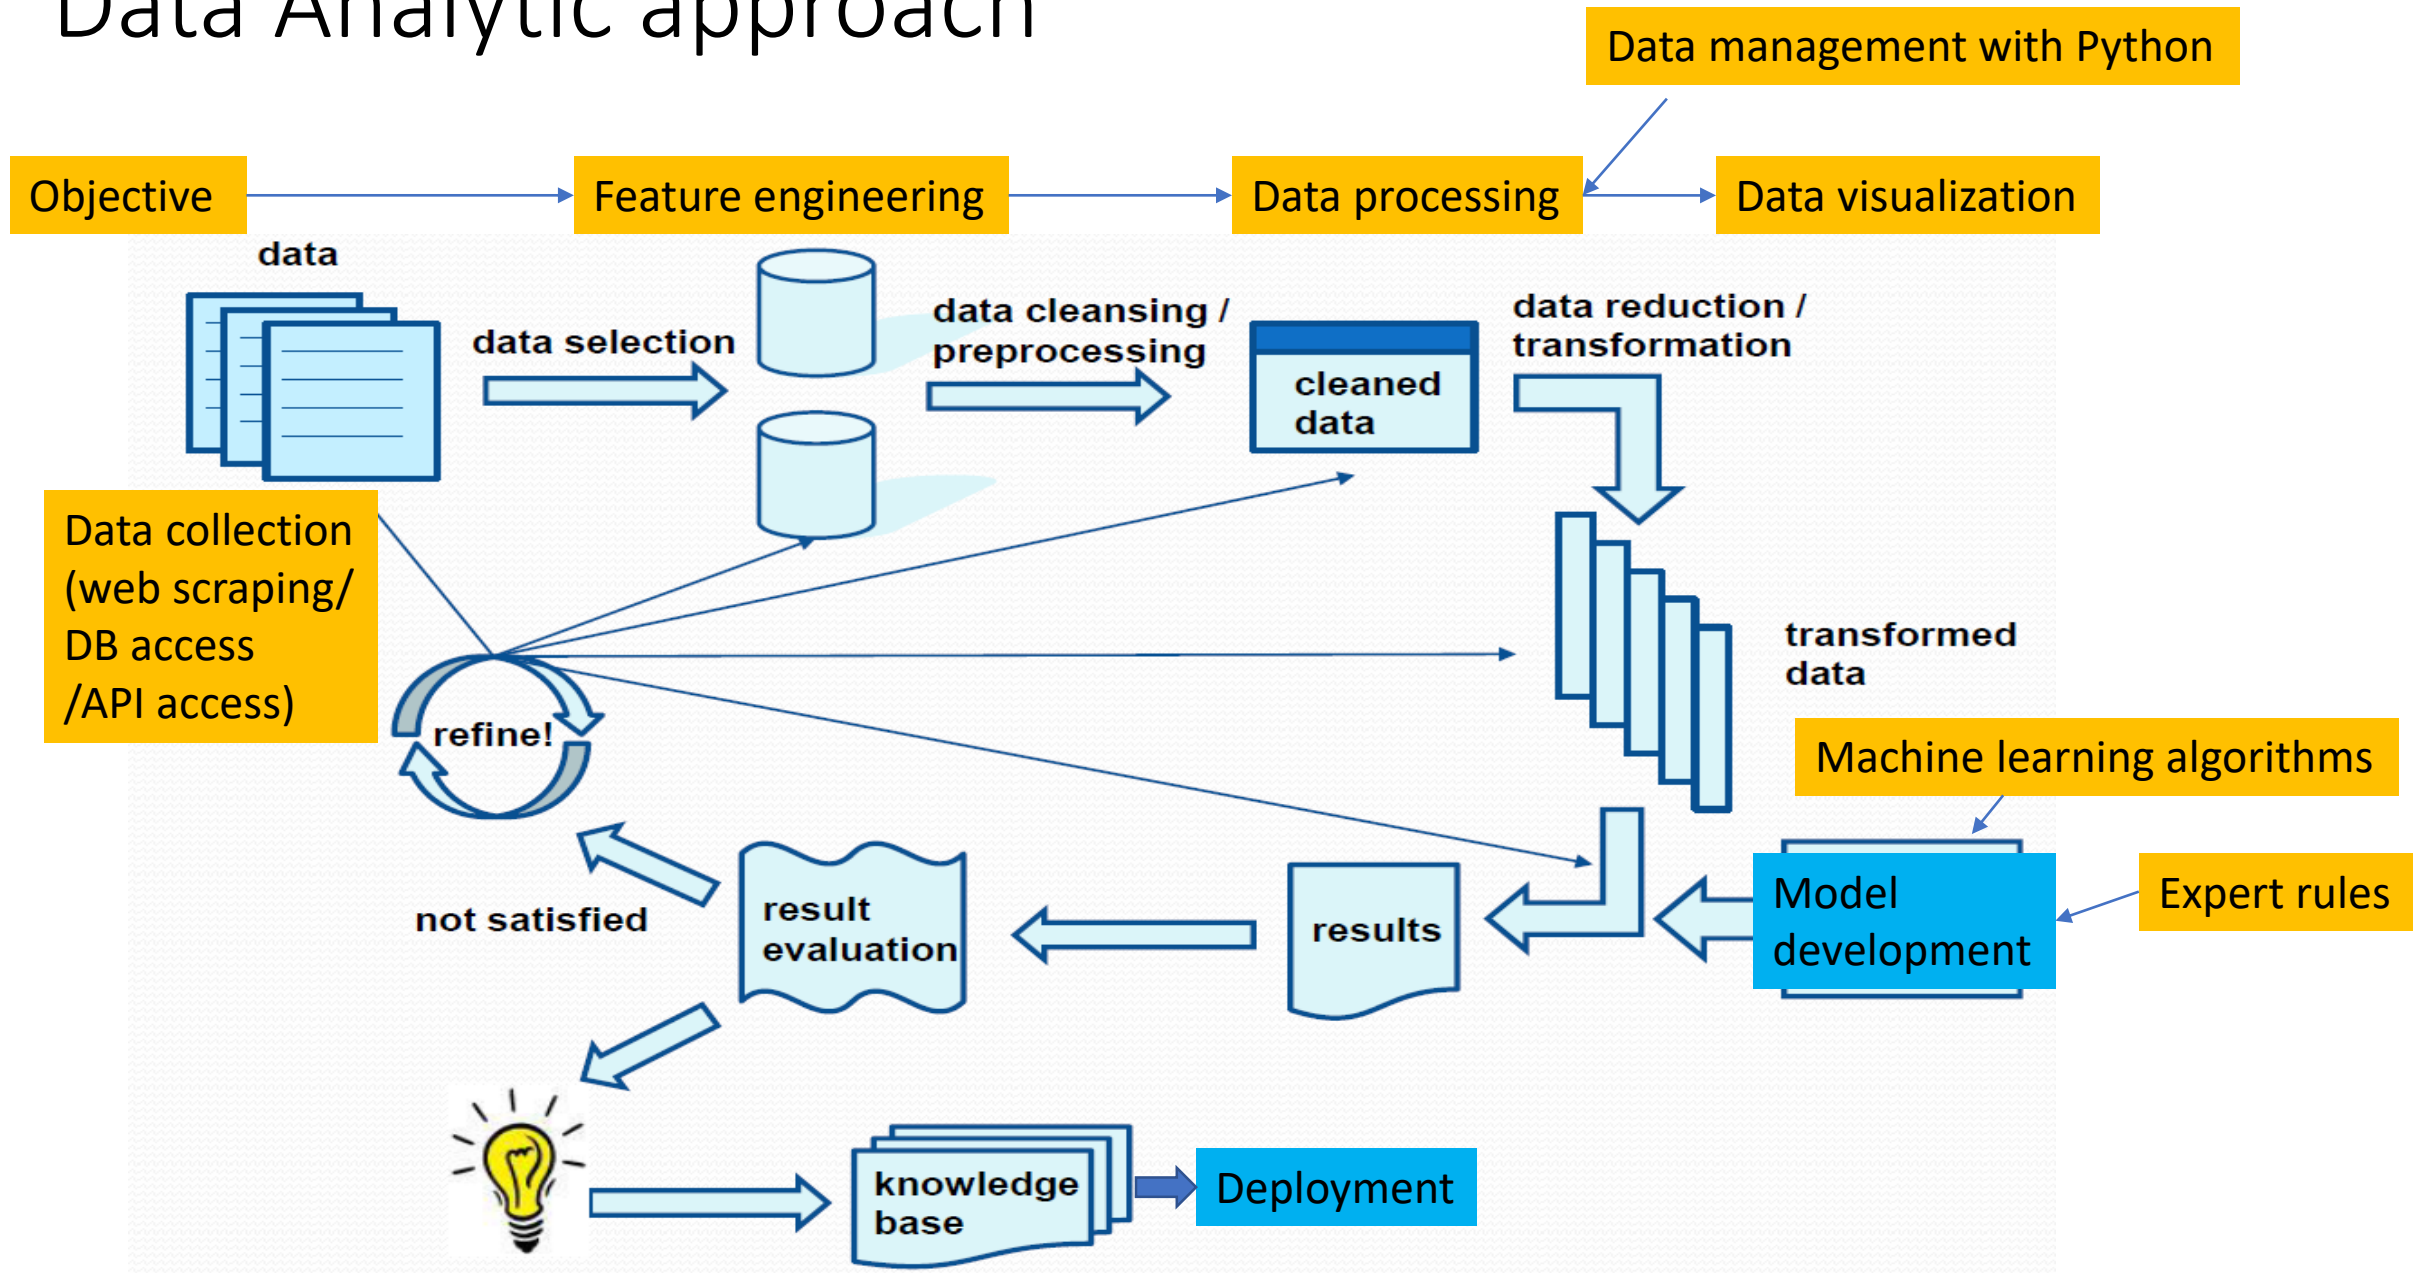 Data Analytic approach
Data management with Python
Objective
Feature engineering
Data processing
Data visualization
data
data selection
data cleansing /
preprocessing
cleaned
data
data reduction /
transformation
Data collection
(web scraping/
DB access
/API access)
refine!
transformed
data
Machine learning algorithms
Model
development
Expert rules
results
result
evaluation
not satisfied
knowledge
base
Deployment